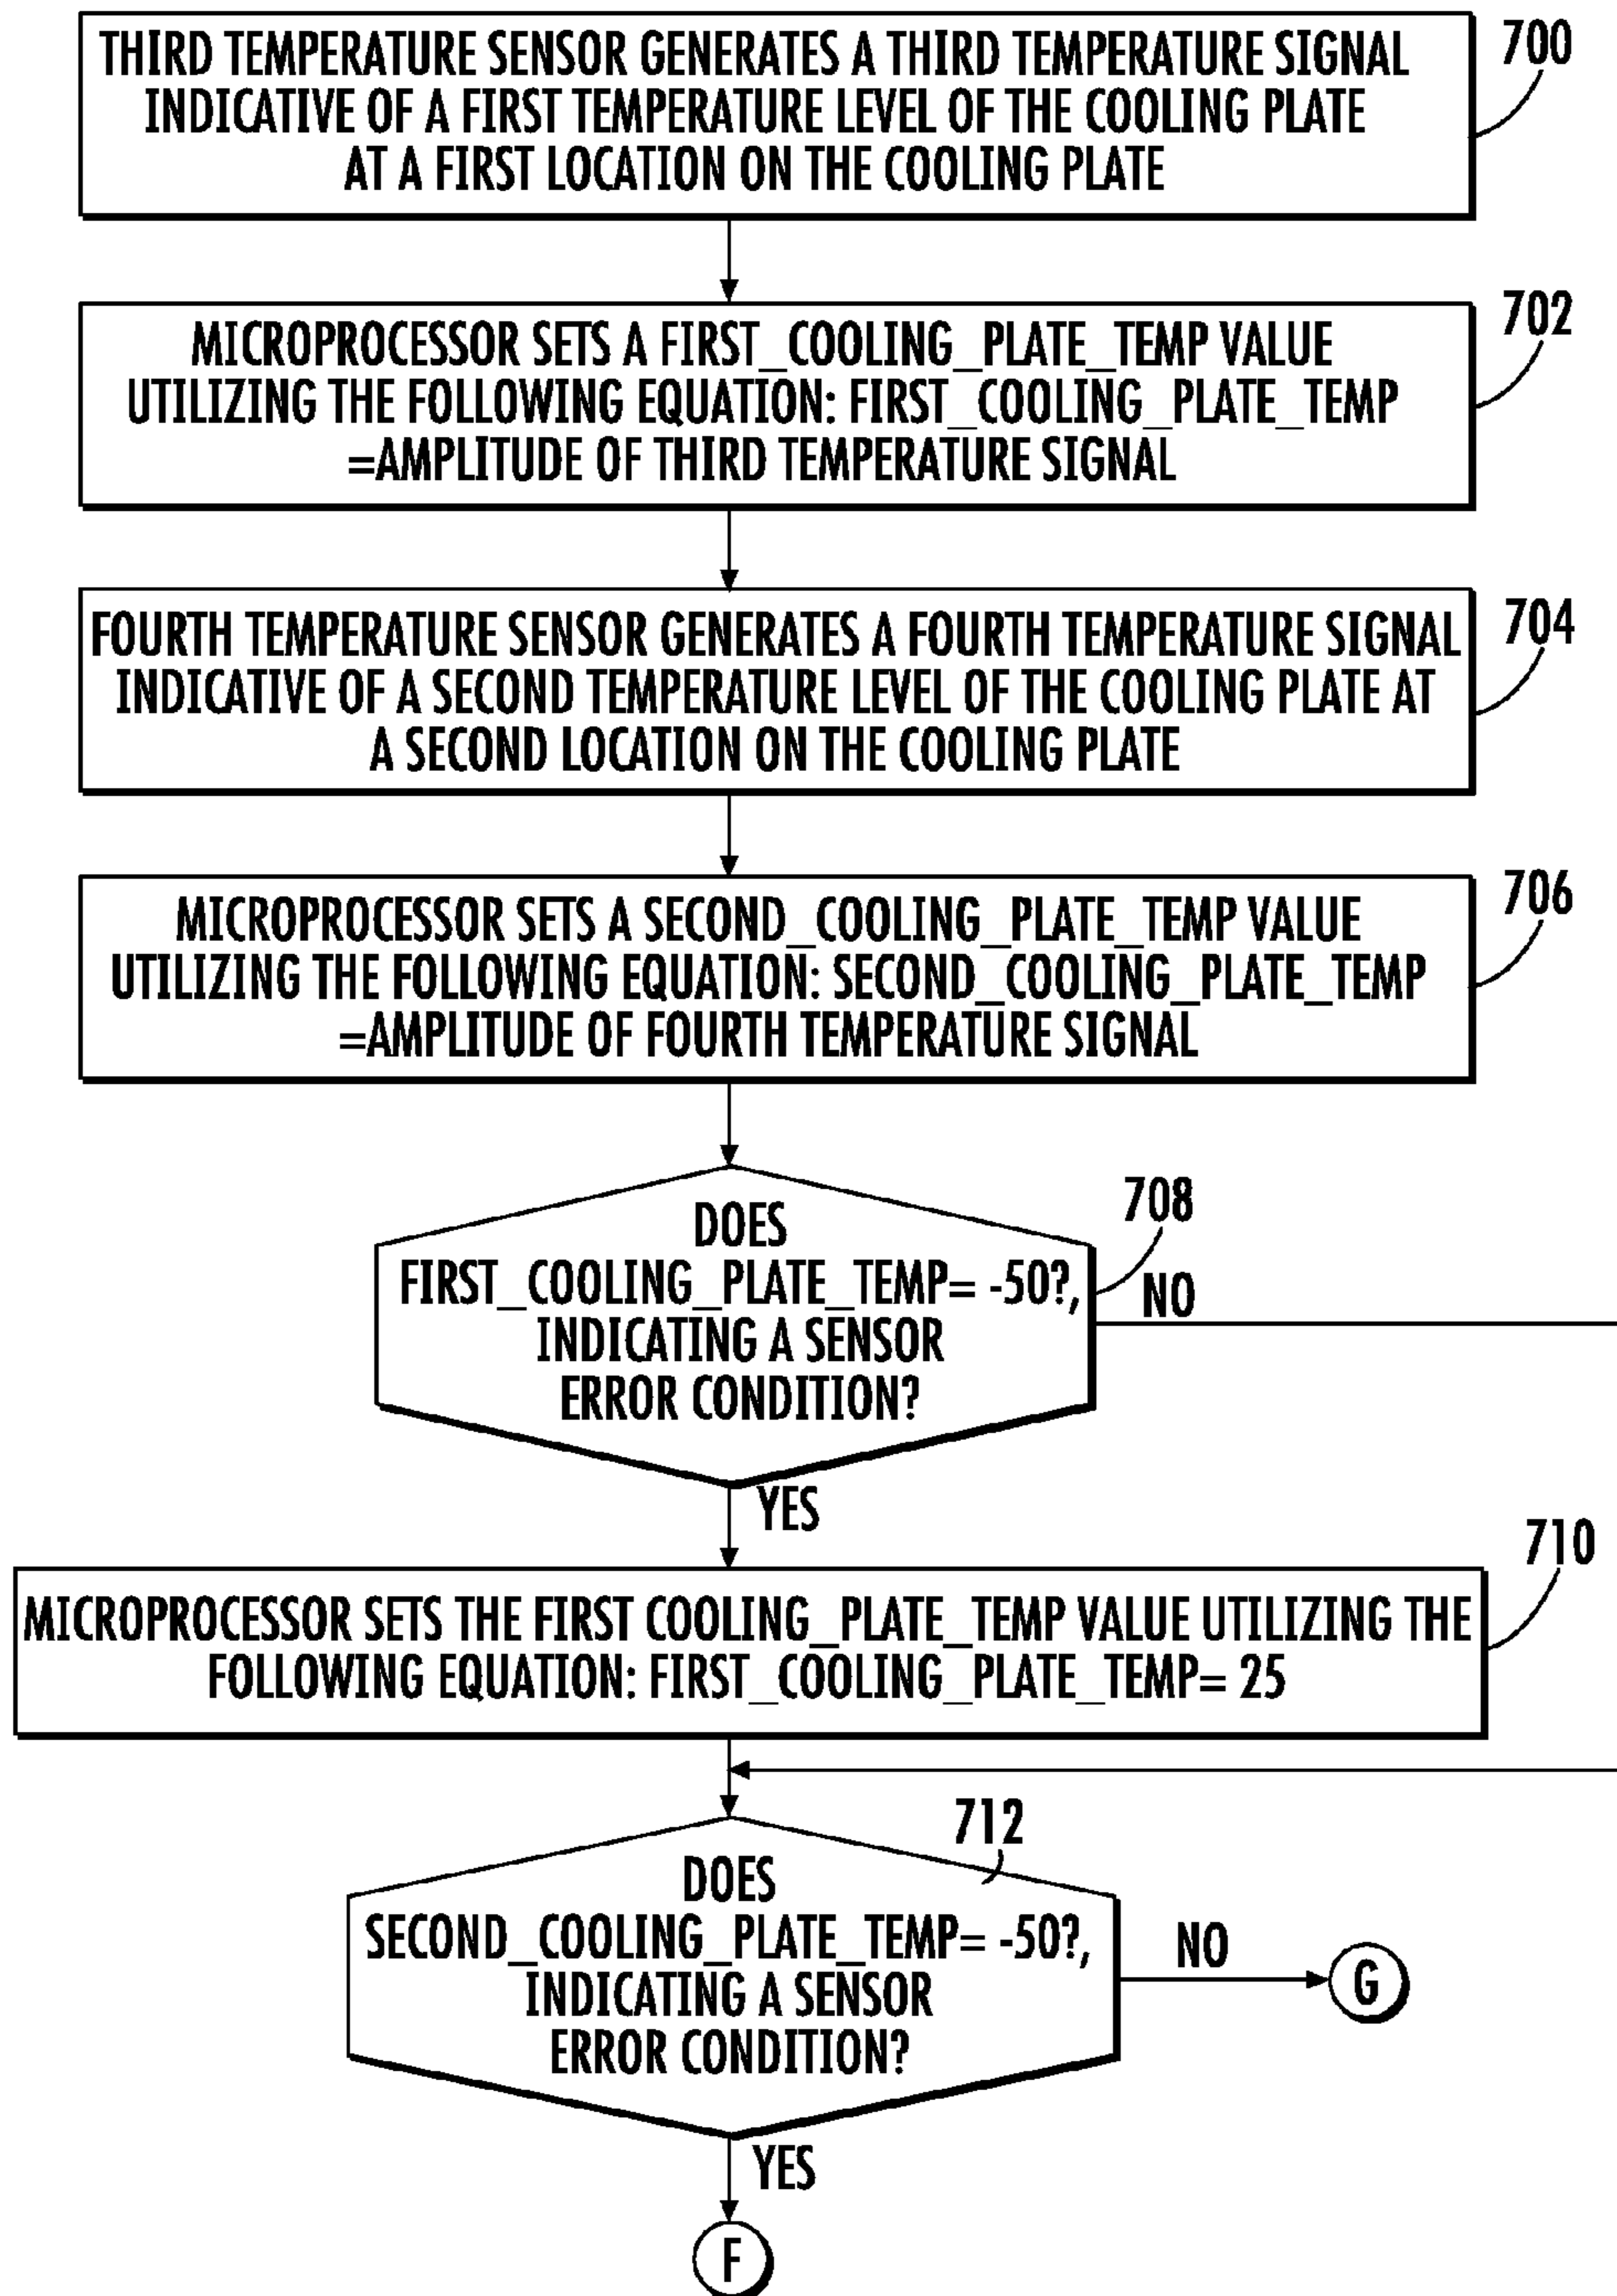 THIRD TEMPERATURE SENSOR GENERATES A THIRD TEMPERATURE SIGNAL
INDICATIVE OF A FIRST TEMPERATURE LEVEL OF THE COOLING PLATE
AT A FIRST LOCATION ON THE COOLING PLATE
700
MICROPROCESSOR SETS A FIRST_COOLING_PLATE_TEMP VALUE
UTILIZING THE FOLLOWING EQUATION: FIRST_COOLING_PLATE_TEMP
=AMPLITUDE OF THIRD TEMPERATURE SIGNAL
702
FOURTH TEMPERATURE SENSOR GENERATES A FOURTH TEMPERATURE SIGNAL
INDICATIVE OF A SECOND TEMPERATURE LEVEL OF THE COOLING PLATE AT
A SECOND LOCATION ON THE COOLING PLATE
704
MICROPROCESSOR SETS A SECOND_COOLING_PLATE_TEMP VALUE
UTILIZING THE FOLLOWING EQUATION: SECOND_COOLING_PLATE_TEMP
=AMPLITUDE OF FOURTH TEMPERATURE SIGNAL
706
DOES
FIRST_COOLING_PLATE_TEMP= -50?,
INDICATING A SENSOR
ERROR CONDITION?
708
NO
YES
MICROPROCESSOR SETS THE FIRST COOLING_PLATE_TEMP VALUE UTILIZING THE
FOLLOWING EQUATION: FIRST_COOLING_PLATE_TEMP= 25
710
712
DOES
SECOND_COOLING_PLATE_TEMP= -50?,
INDICATING A SENSOR
ERROR CONDITION?
NO
G
YES
F